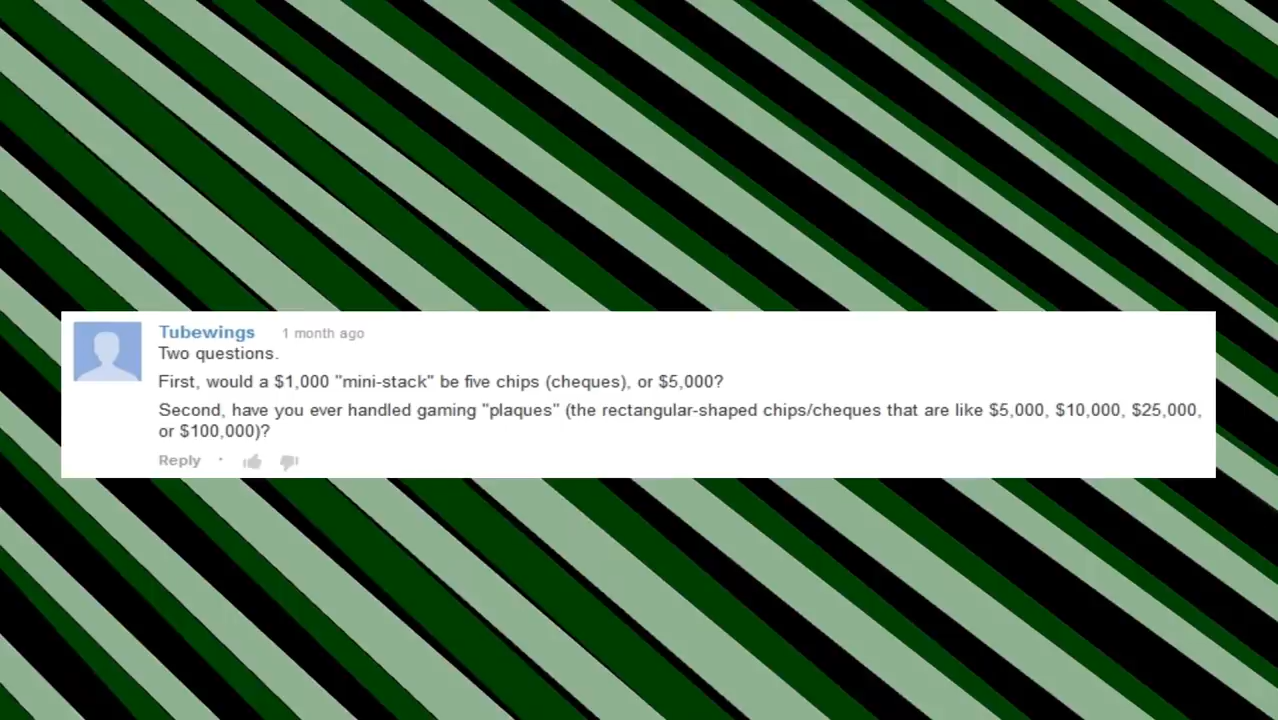 Tubewings 1 month ago
Two questions.
First, would a $1,000 "mini-stack" be five chips (cheques), or $5,000?
Second, have you ever handled gaming "plaques" (the rectangular-shaped chips/cheques that are like $5,000, $10,000, $25,000,
or $100,000)?
Reply ·